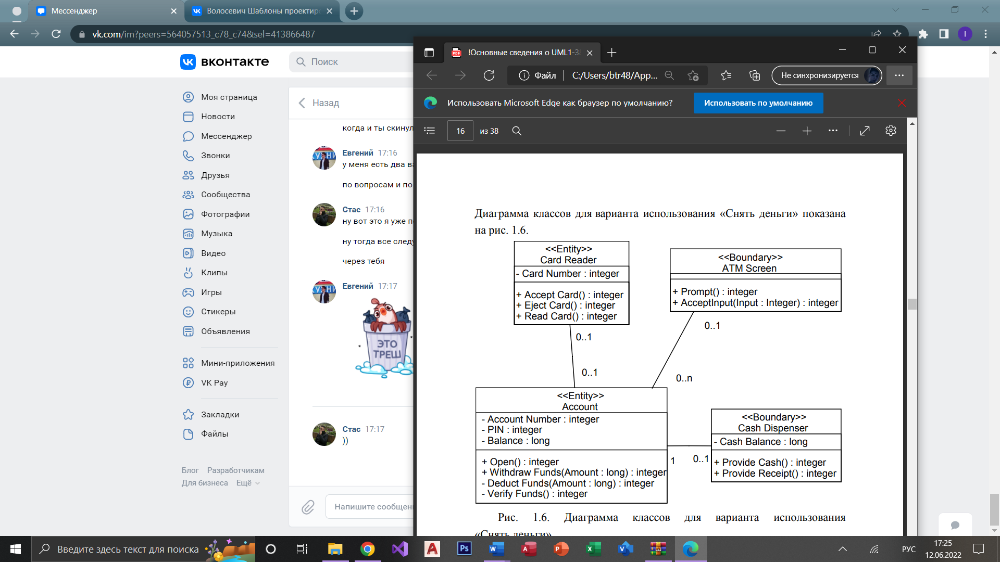 Мессенджер
Волосевич Шаблоны проектир
vk.com/im?peers=564057513_c78_c74&sel=413866487
I
вконтакте
Поиск
Моя страница
Новости
Мессенджер
Звонки
Друзья
Сообщества
Фотографии
Музыка
Видео
Клипы
Игры
Стикеры
Объявления
Мини-приложения
VK Pay
Закладки
Файлы
Блог Разработчикам
Для бизнеса Ещё
Назад
когда и ты скинул
Евгений 17:16
у меня есть два ва
по вопросам и по
Стас 17:16
ну вот это я уже п
ну тогда все следу
через тебя
Евгений 17:17
ЭТО
ТРЕШ
Стас 17:17
))
Напишите сообщен
PDF
!Основные сведения о UML1-38
Файл
C:/Users/btr48/App...
Не синхронизируется
Использовать Microsoft Edge как браузер по умолчанию?
Использовать по умолчанию
16 из 38
Диаграмма классов для варианта использования «Снять деньги» показана
на рис. 1.6.
<<Entity>>
Card Reader
- Card Number : integer
+ Accept Card() : integer
+ Eject Card() : integer
+ Read Card() : integer
<<Boundary>>
ATM Screen
+ Prompt() : integer
+ AcceptInput(Input : Integer) : integer
0..1
0..1
0..1
0..n
<<Entity>>
Account
- Account Number : integer
- PIN : integer
- Balance : long
+ Open() : integer
+ Withdraw Funds(Amount : long) : integer
- Deduct Funds(Amount : long) : integer
- Verify Funds() : integer
1
0..1
<<Boundary>>
Cash Dispenser
- Cash Balance : long
+ Provide Cash() : integer
+ Provide Receipt() : integer
Рис. 1.6. Диаграмма классов для варианта использования
«Снять деньги»
Введите здесь текст для поиска
Ps
РУС
17:25
12.06.2022